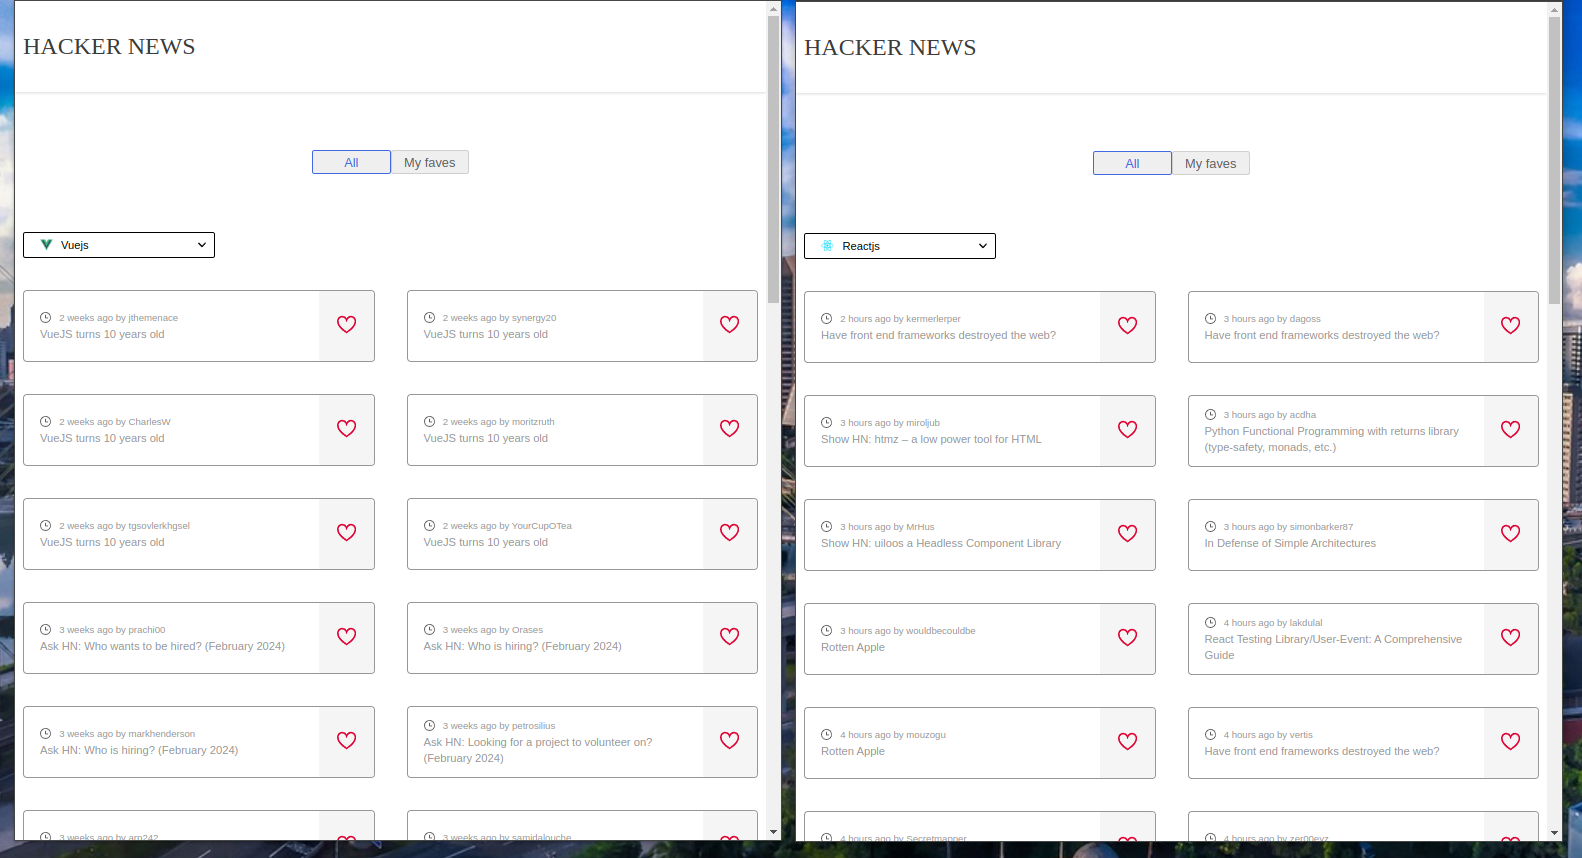 HACKER NEWS
All
My faves
Vuejs
2 weeks ago by jthemenace
VueJS turns 10 years old
2 weeks ago by synergy20
VueJS turns 10 years old
2 weeks ago by CharlesW
VueJS turns 10 years old
2 weeks ago by moritzruth
VueJS turns 10 years old
2 weeks ago by tgsovlerkhgsel
VueJS turns 10 years old
2 weeks ago by YourCupOTea
VueJS turns 10 years old
3 weeks ago by prachi00
Ask HN: Who wants to be hired? (February 2024)
3 weeks ago by Orases
Ask HN: Who is hiring? (February 2024)
3 weeks ago by markhenderson
Ask HN: Who is hiring? (February 2024)
3 weeks ago by petrosilius
Ask HN: Looking for a project to volunteer on?
(February 2024)
3 weeks ago by arn242
3 weeks ago by samidalouche
HACKER NEWS
All
My faves
Reactjs
2 hours ago by kermerlerper
Have front end frameworks destroyed the web?
3 hours ago by dagoss
Have front end frameworks destroyed the web?
3 hours ago by miroljub
Show HN: htmz – a low power tool for HTML
3 hours ago by acdha
Python Functional Programming with returns library
(type-safety, monads, etc.)
3 hours ago by MrHus
Show HN: uiloos a Headless Component Library
3 hours ago by simonbarker87
In Defense of Simple Architectures
3 hours ago by wouldbecouldbe
Rotten Apple
4 hours ago by lakdulal
React Testing Library/User-Event: A Comprehensive
Guide
4 hours ago by mouzogu
Rotten Apple
4 hours ago by vertis
Have front end frameworks destroyed the web?
4 hours ago by Secretmapper
4 hours ago by